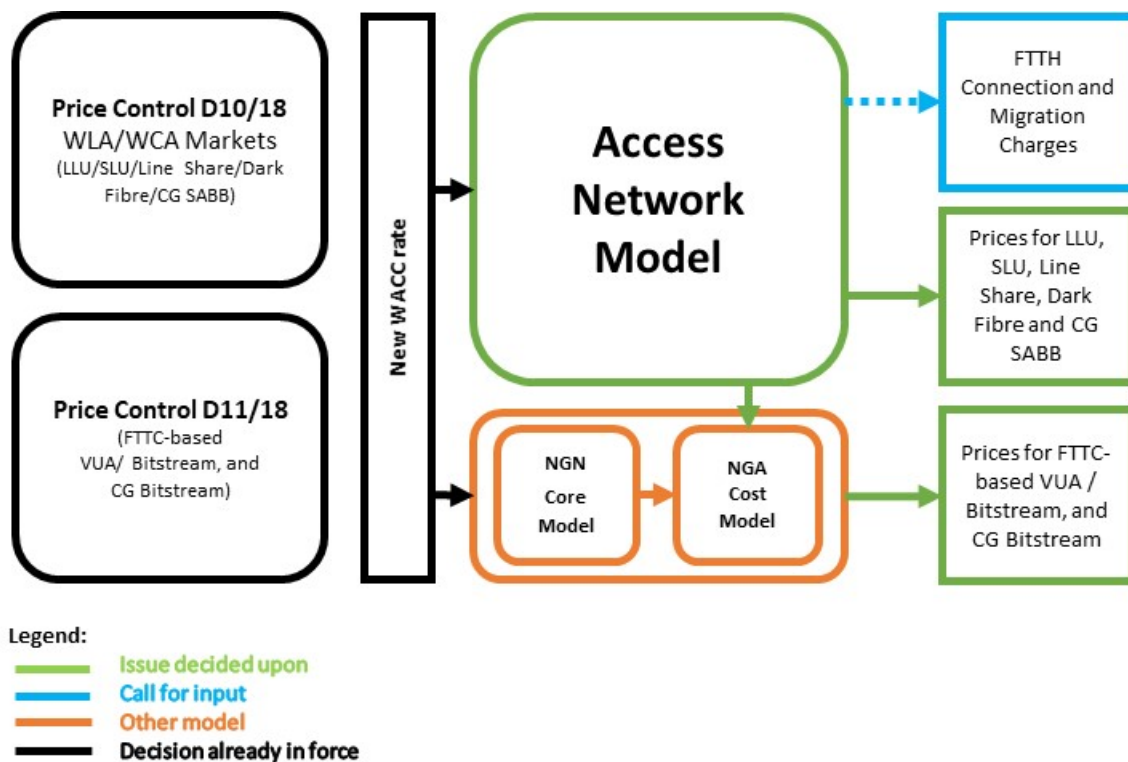 Price Control D10/18
WLA/WCA Markets
(LLU/SLU/Line Share/Dark
Fibre/CG SABB)
Price Control D11/18
(FTTC-based
VUA/ Bitstream, and
CG Bitstream)
New WACC rate
Access
Network
Model
NGN
Core
Model
NGA
Cost
Model
FTTH
Connection and
Migration
Charges
Prices for LLU,
SLU, Line
Share, Dark
Fibre and CG
SABB
Prices for FTTC-
based VUA /
Bitstream, and
CG Bitstream
Legend:
Issue decided upon
Call for input
Other model
Decision already in force